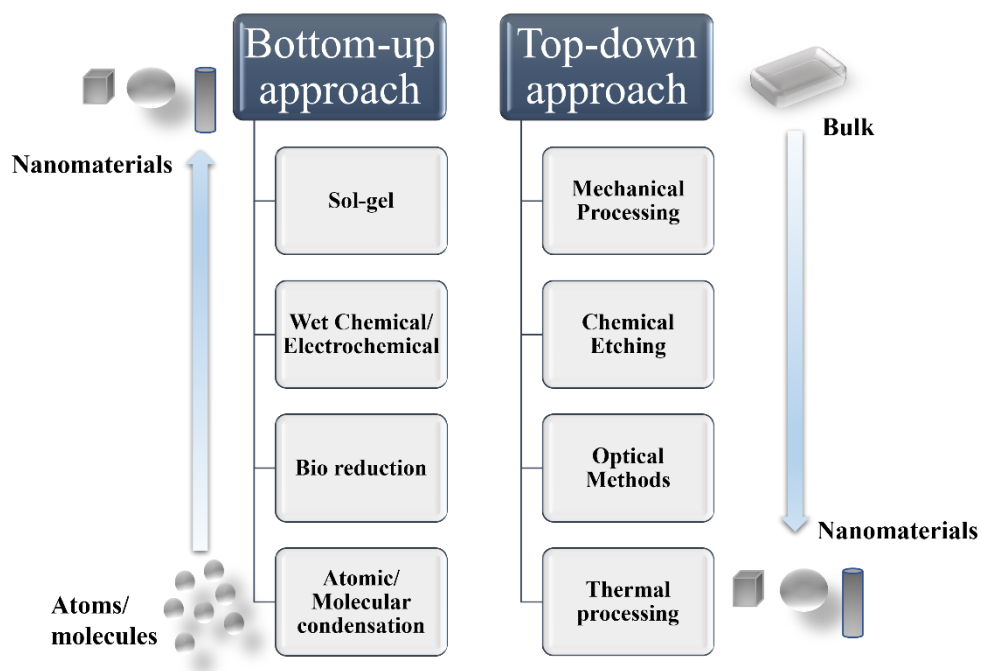 Bottom-up
approach
Top-down
approach
Nanomaterials
Bulk
Sol-gel
Mechanical
Processing
Wet Chemical/
Electrochemical
Chemical
Etching
Bio reduction
Optical
Methods
Nanomaterials
Atoms/
molecules
Atomic/
Molecular
condensation
Thermal
processing